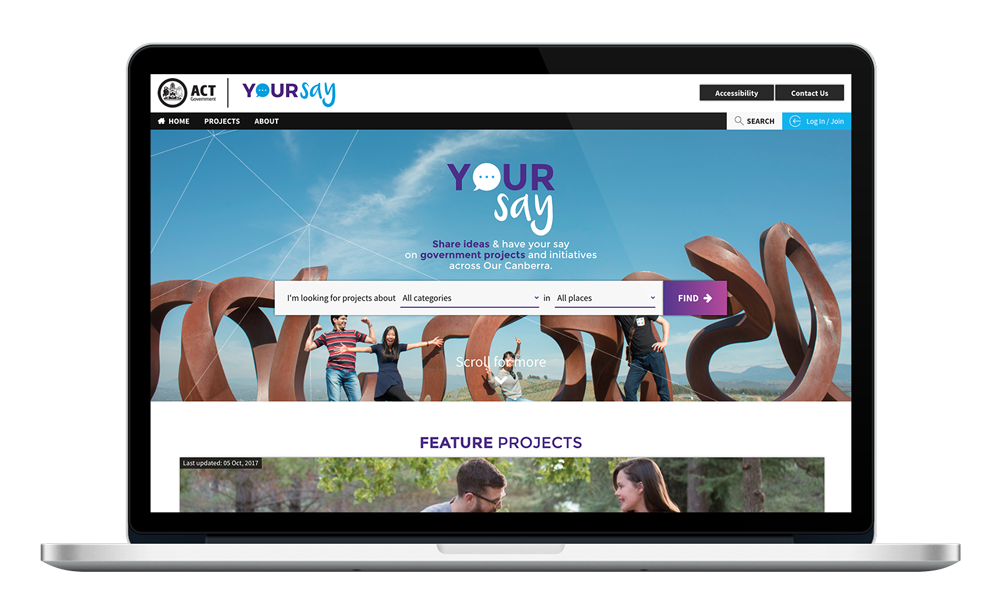 ACT
Government
YOUR say
Accessibility
Contact Us
HOME
PROJECTS
ABOUT
SEARCH
Log In / Join
YOUR
say
Share ideas & have your say
on government projects and initiatives
across Our Canberra.
I'm looking for projects about All categories in All places
FIND
Scroll for more
FEATURE PROJECTS
Last updated: 05 Oct, 2017